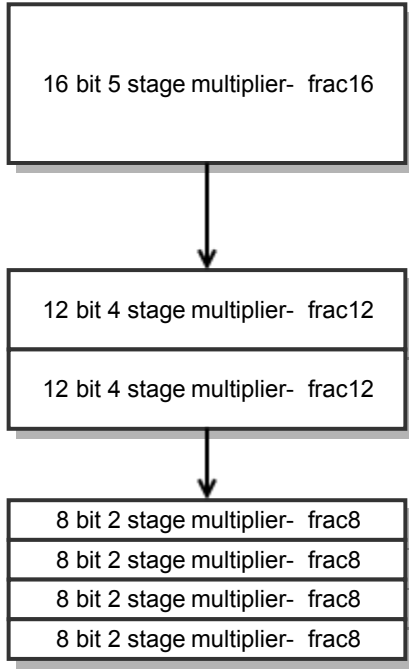 16 bit 5 stage multiplier- frac16
12 bit 4 stage multiplier- frac12
12 bit 4 stage multiplier- frac12
8 bit 2 stage multiplier- frac8
8 bit 2 stage multiplier- frac8
8 bit 2 stage multiplier- frac8
8 bit 2 stage multiplier- frac8